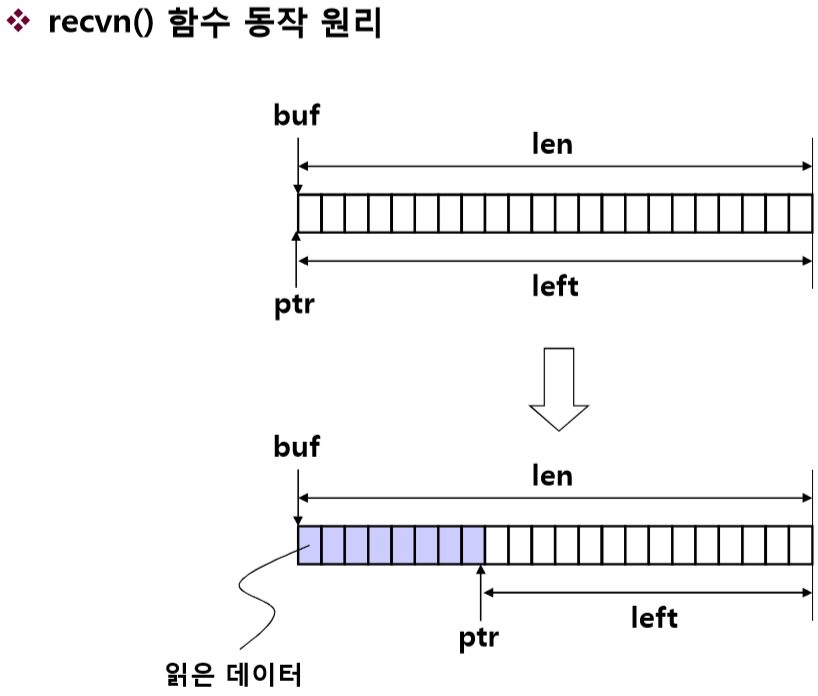 ❖ recvn() 함수 동작 원리
buf
len
left
ptr
buf
len
left
ptr
읽은 데이터